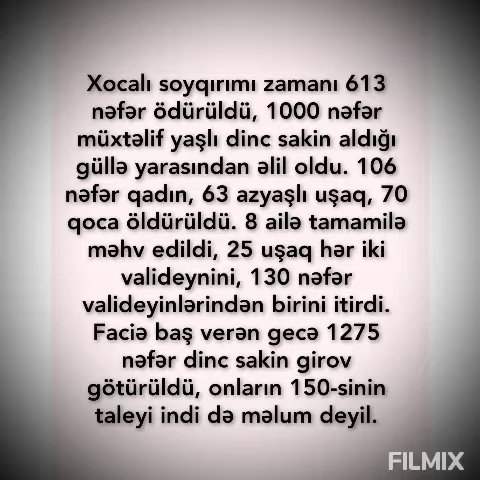 Xocalı soyqırımı zamanı 613
nəfər ödürüldü, 1000 nəfər
müxtəlif yaşlı dinc sakin aldığı
güllə yarasından əlil oldu. 106
nəfər qadın, 63 azyaşlı uşaq, 70
qoca öldürüldü. 8 ailə tamamilə
məhv edildi, 25 uşaq hər iki
valideynini, 130 nəfər
valideyinlərindən birini itirdi.
Faciə baş verən gecə 1275
nəfər dinc sakin girov
götürüldü, onların 150-sinin
taleyi indi də məlum deyil.
FILMIX